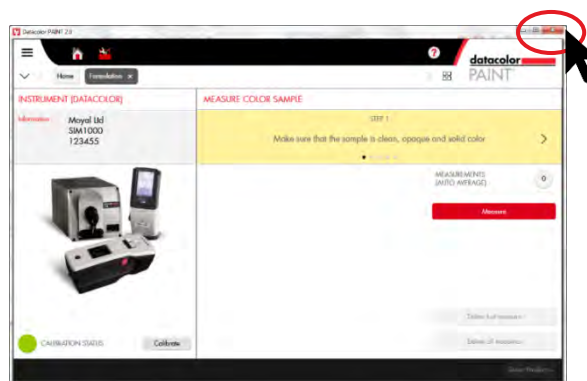 Datacolor PAINT 2.0
datacolor
PAINT
Home
Formulation ×
INSTRUMENT (DATACOLOR)
MEASURE COLOR SAMPLE
Information
Moyal Ltd
SIM1000
123455
STEP 1
Make sure that the sample is clean, opaque and solid color
MEASUREMENTS
(AUTO AVERAGE)
0
Measure
CALIBRATION STATUS
Calibrate